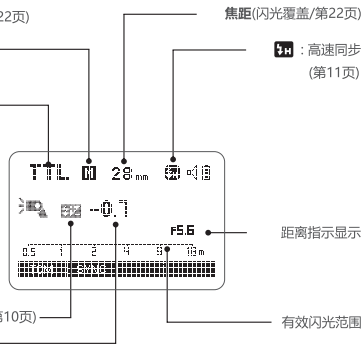 22页)
焦距(闪光覆盖/第22页)
: 高速同步
(第11页)
TTL M 28mm
-0.7
F5.6
距离指示显示
0.5 1 2 4 9 16m
有效闪光范围
第10页)